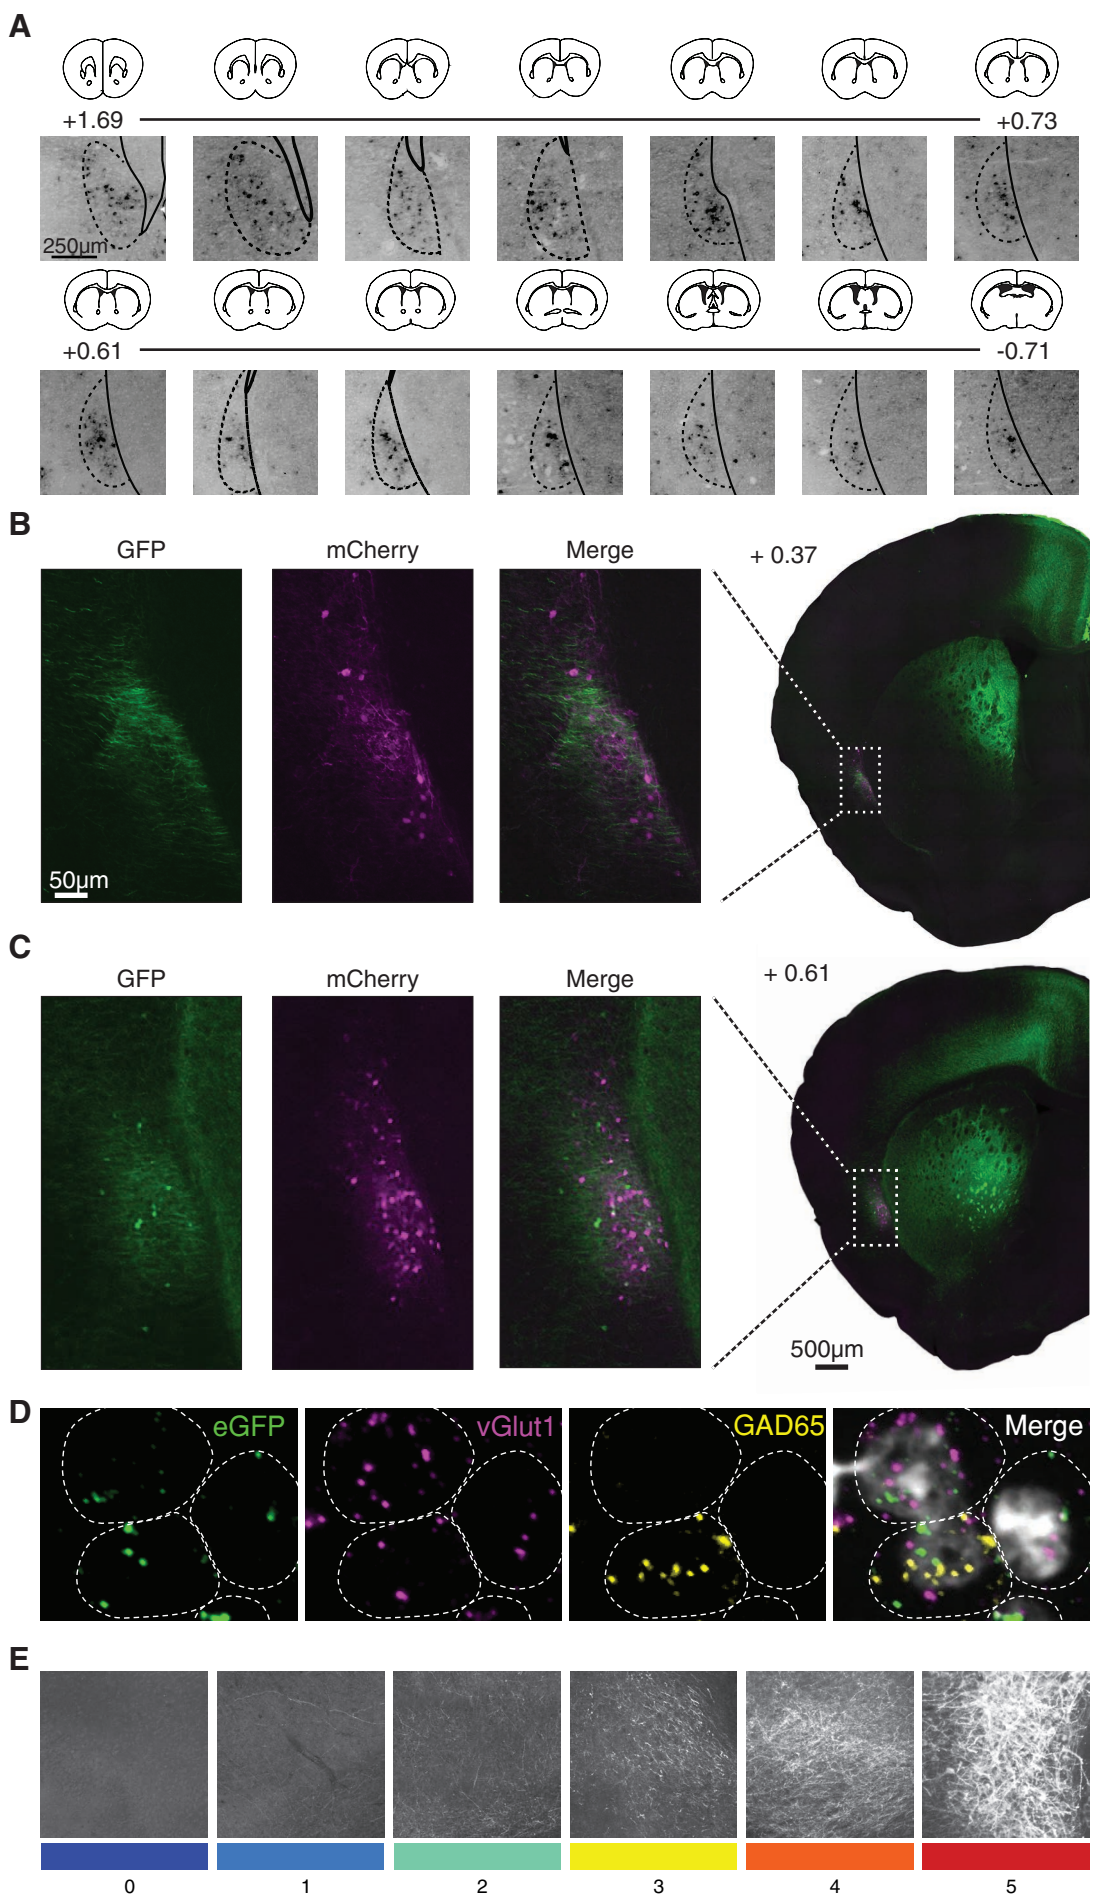 A
+1.69 +0.73
250µm
+0.61 -0.71
B
GFP mCherry Merge + 0.37
50µm
C
GFP mCherry Merge + 0.61
500µm
D
eGFP vGlut1 GAD65 Merge
E
0 1 2 3 4 5